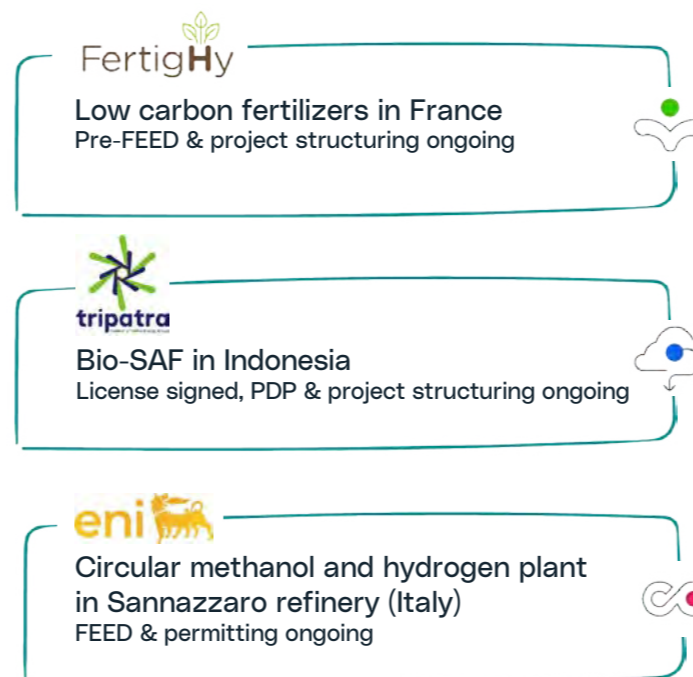 FertigHy
Low carbon fertilizers in France
Pre-FEED & project structuring ongoing
tripatra
Bio-SAF in Indonesia
License signed, PDP & project structuring ongoing
eni
Circular methanol and hydrogen plant
in Sannazzaro refinery (Italy)
FEED & permitting ongoing